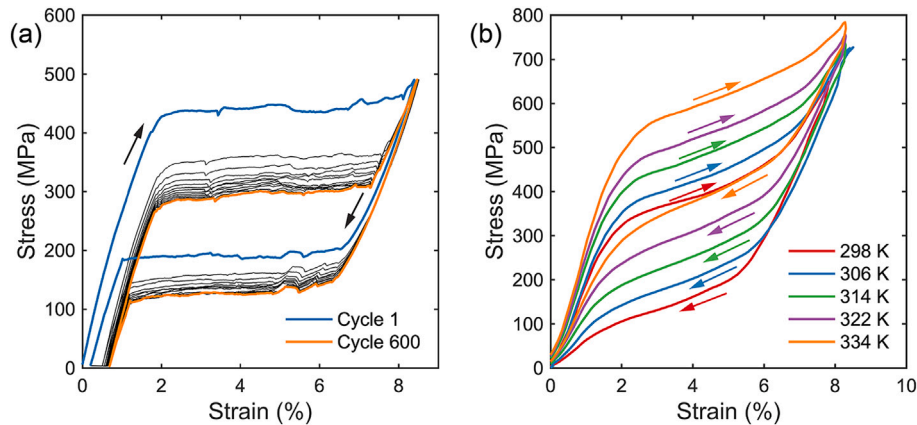 (a)
600
500
400
300
200
100
0
Stress (MPa)
0 2 4 6 8
Strain (%)
Cycle 1
Cycle 600
(b)
800
700
600
500
400
300
200
100
0
Stress (MPa)
0 2 4 6 8 10
Strain (%)
298 K
306 K
314 K
322 K
334 K